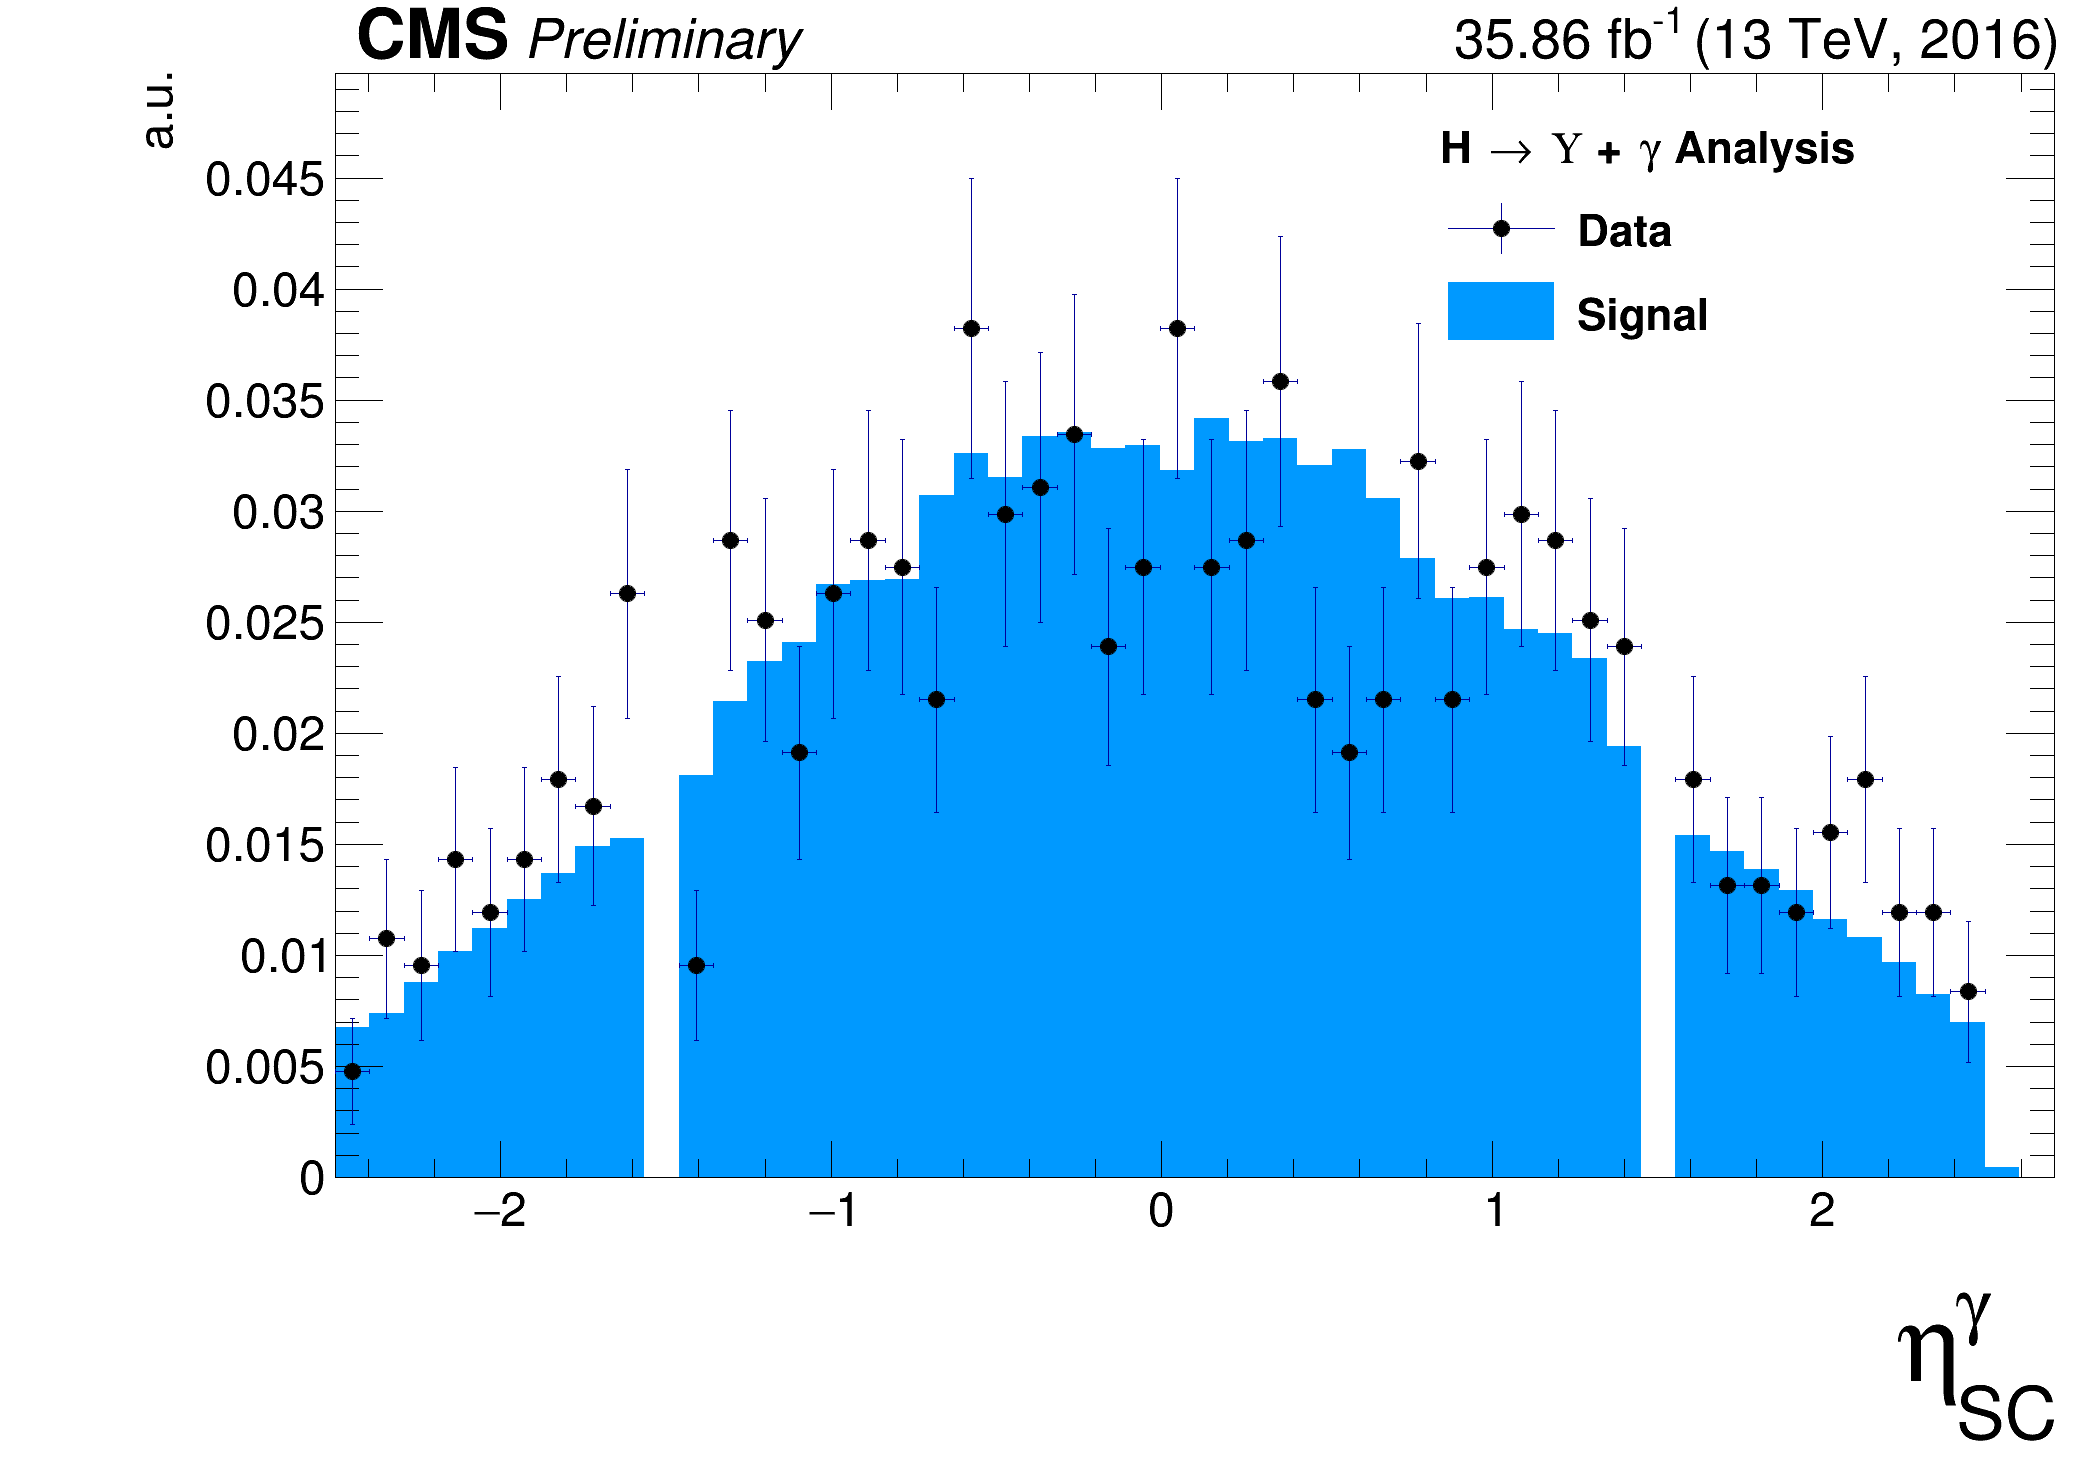 CMS Preliminary
35.86 fb⁻¹ (13 TeV, 2016)
a.u.
H → Υ + γ Analysis
Data
Signal
0.045
0.04
0.035
0.03
0.025
0.02
0.015
0.01
0.005
0
−2 −1 0 1 2
η^γ_SC